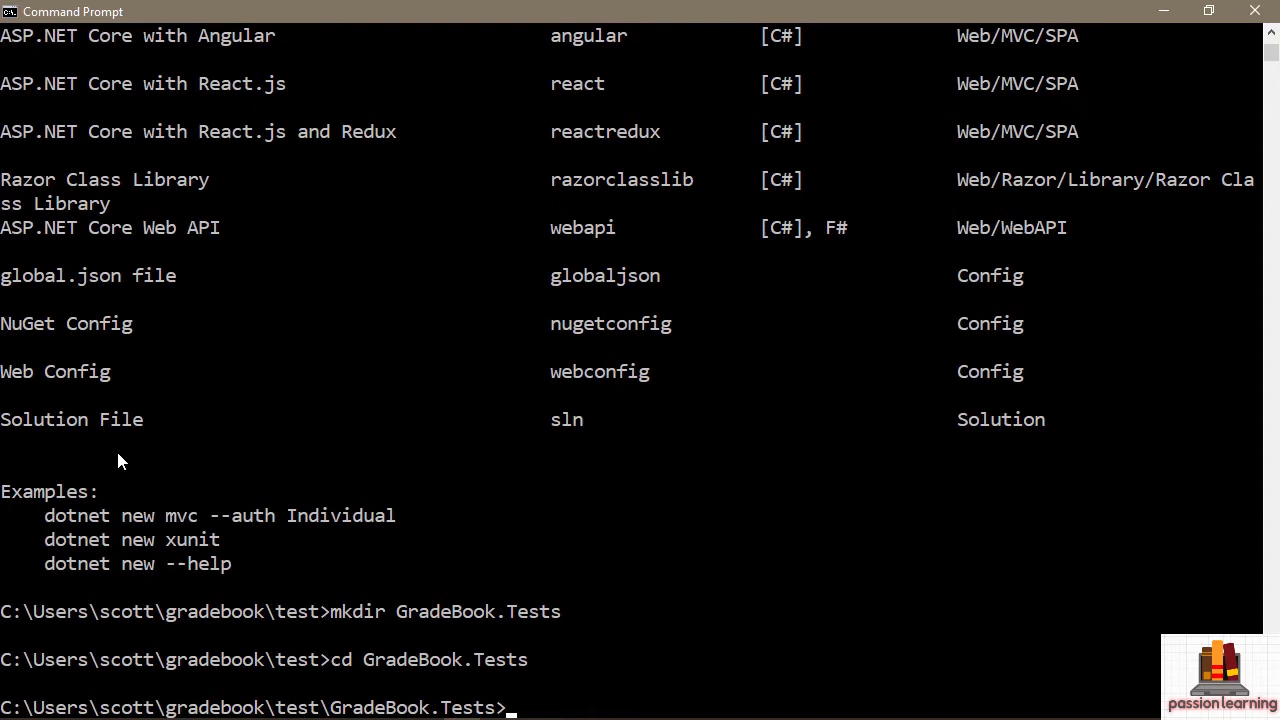 Command Prompt
ASP.NET Core with Angular angular [C#] Web/MVC/SPA
ASP.NET Core with React.js react [C#] Web/MVC/SPA
ASP.NET Core with React.js and Redux reactredux [C#] Web/MVC/SPA
Razor Class Library razorclasslib [C#] Web/Razor/Library/Razor Cla
ss Library
ASP.NET Core Web API webapi [C#], F# Web/WebAPI
global.json file globaljson Config
NuGet Config nugetconfig Config
Web Config webconfig Config
Solution File sln Solution
Examples:
dotnet new mvc --auth Individual
dotnet new xunit
dotnet new --help
C:\Users\scott\gradebook\test>mkdir GradeBook.Tests
C:\Users\scott\gradebook\test>cd GradeBook.Tests
C:\Users\scott\gradebook\test\GradeBook.Tests>
passion learning